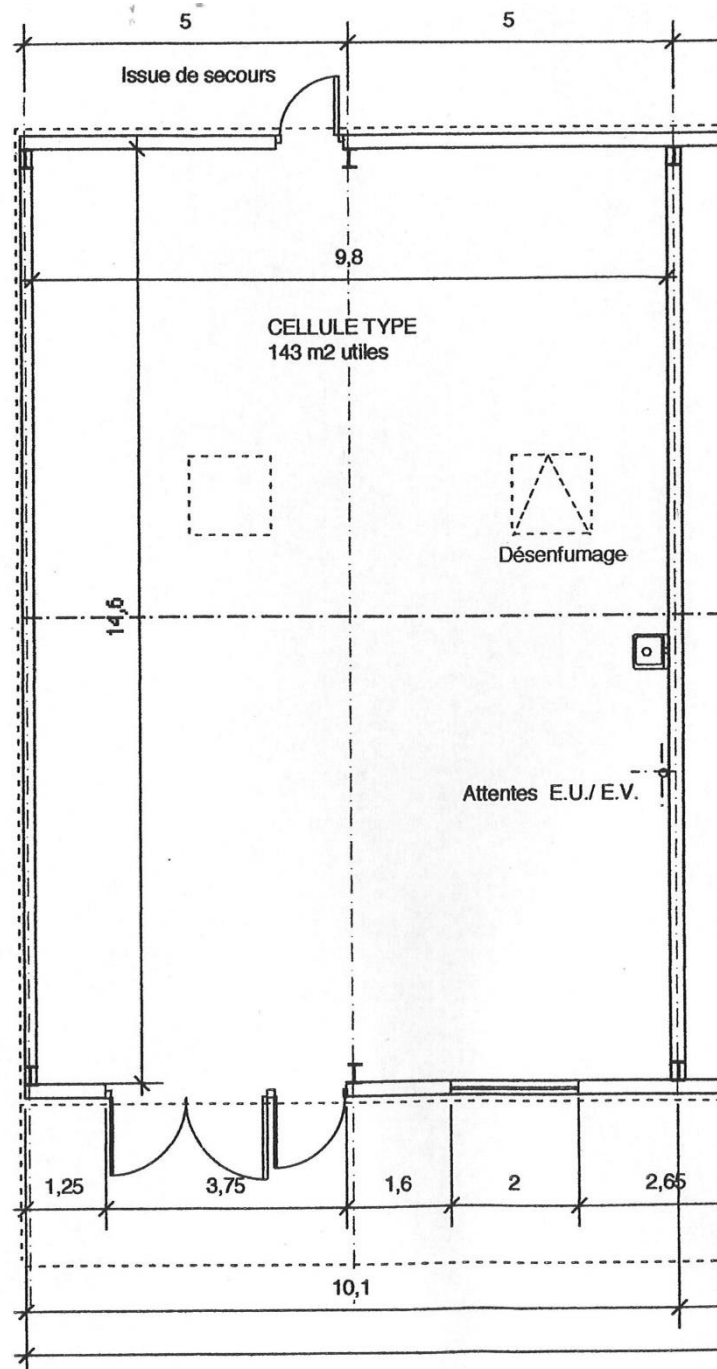 5
5
Issue de secours
9,8
CELLULE TYPE
143 m2 utiles
Désenfumage
14,6
Attentes E.U./ E.V.
1,25
3,75
1,6
2
2,65
10,1